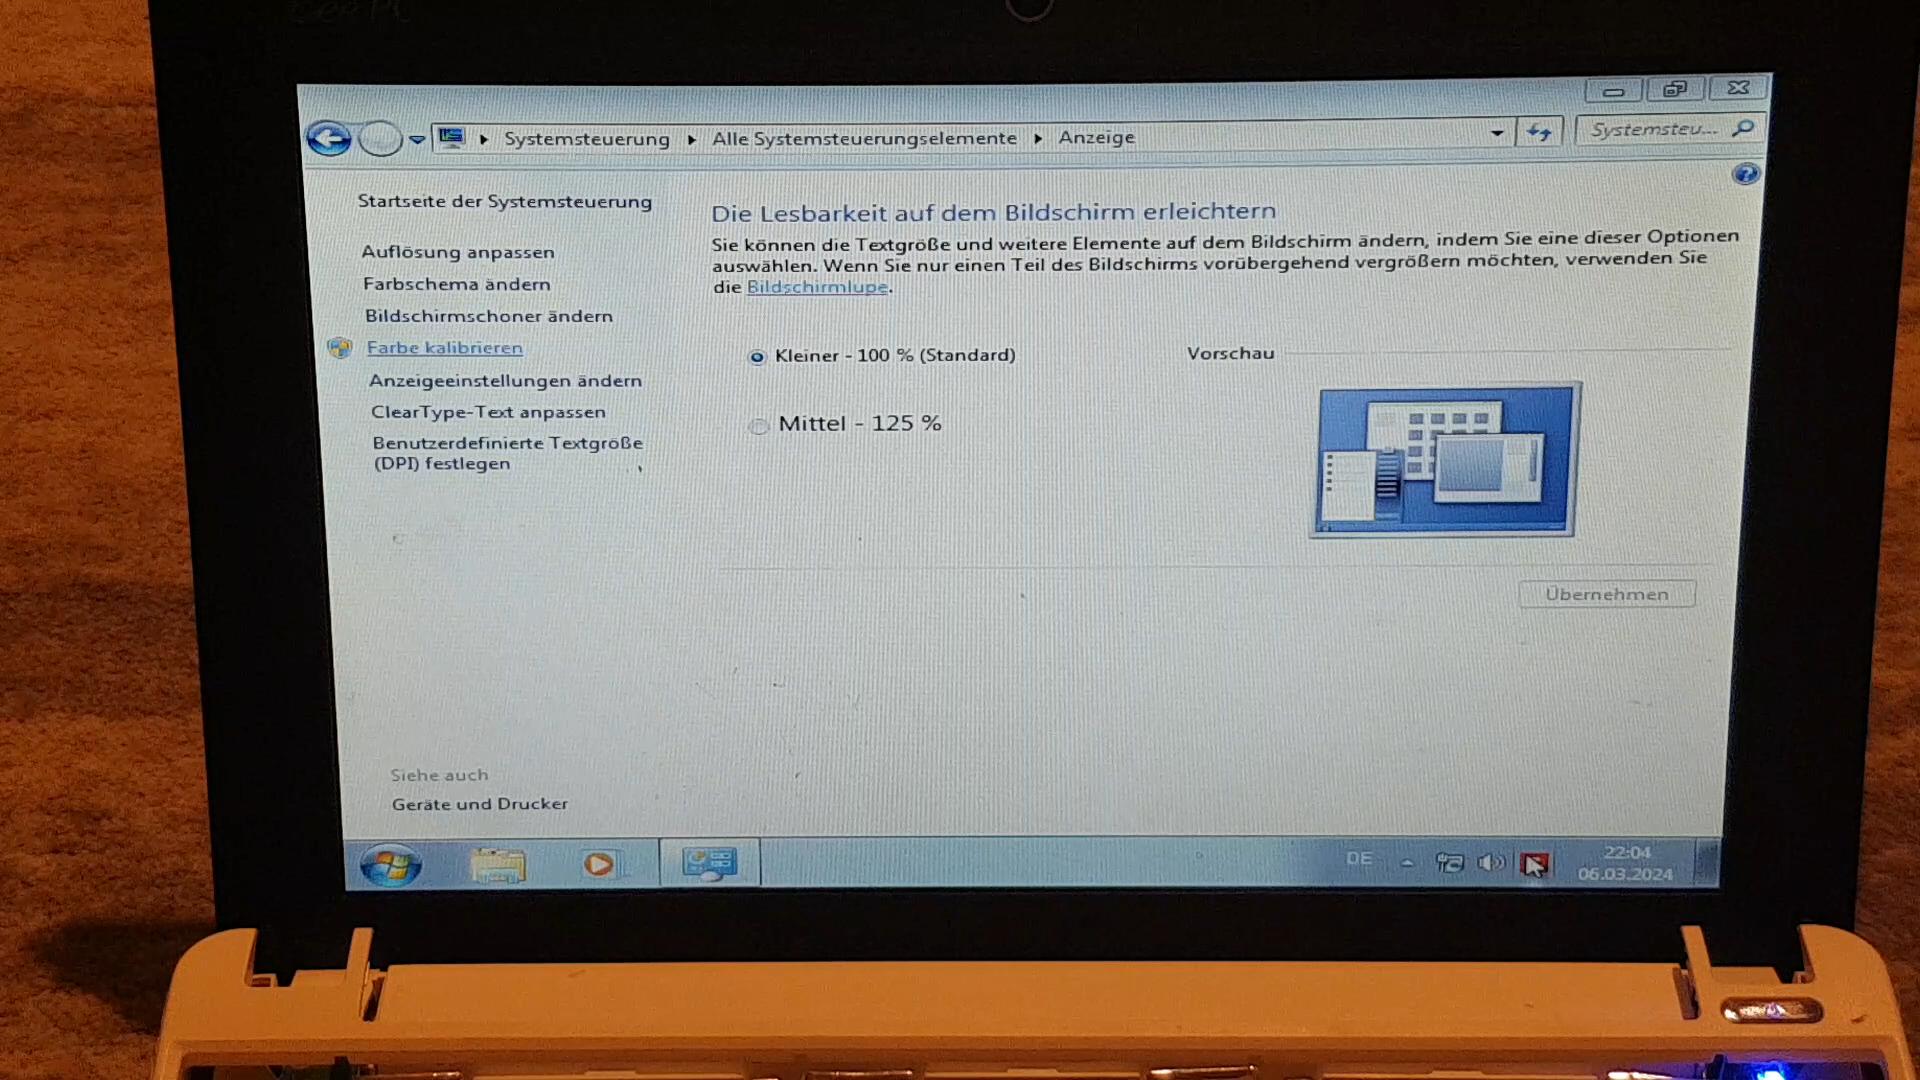 Eee PC
Systemsteuerung Alle Systemsteuerungselemente Anzeige
Systemsteu...
Startseite der Systemsteuerung
Auflösung anpassen
Farbschema ändern
Bildschirmschoner ändern
Farbe kalibrieren
Anzeigeeinstellungen ändern
ClearType-Text anpassen
Benutzerdefinierte Textgröße
(DPI) festlegen
Die Lesbarkeit auf dem Bildschirm erleichtern
Sie können die Textgröße und weitere Elemente auf dem Bildschirm ändern, indem Sie eine dieser Optionen
auswählen. Wenn Sie nur einen Teil des Bildschirms vorübergehend vergrößern möchten, verwenden Sie
die Bildschirmlupe.
Kleiner - 100 % (Standard)
Vorschau
Mittel - 125 %
Übernehmen
Siehe auch
Geräte und Drucker
DE
22:04
06.03.2024